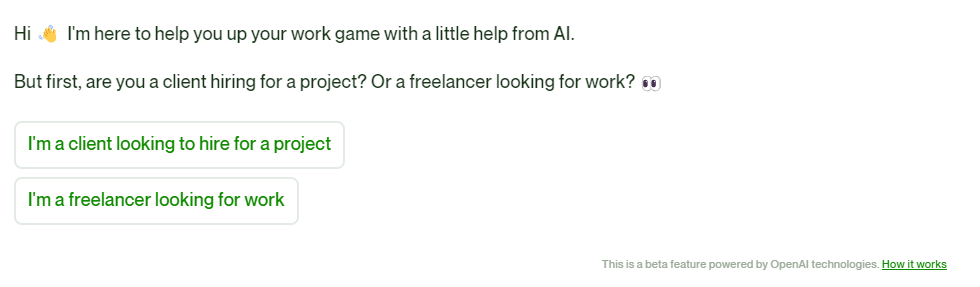 Hi 👋 I'm here to help you up your work game with a little help from AI.
But first, are you a client hiring for a project? Or a freelancer looking for work? 👀
I'm a client looking to hire for a project
I'm a freelancer looking for work
This is a beta feature powered by OpenAI technologies. How it works